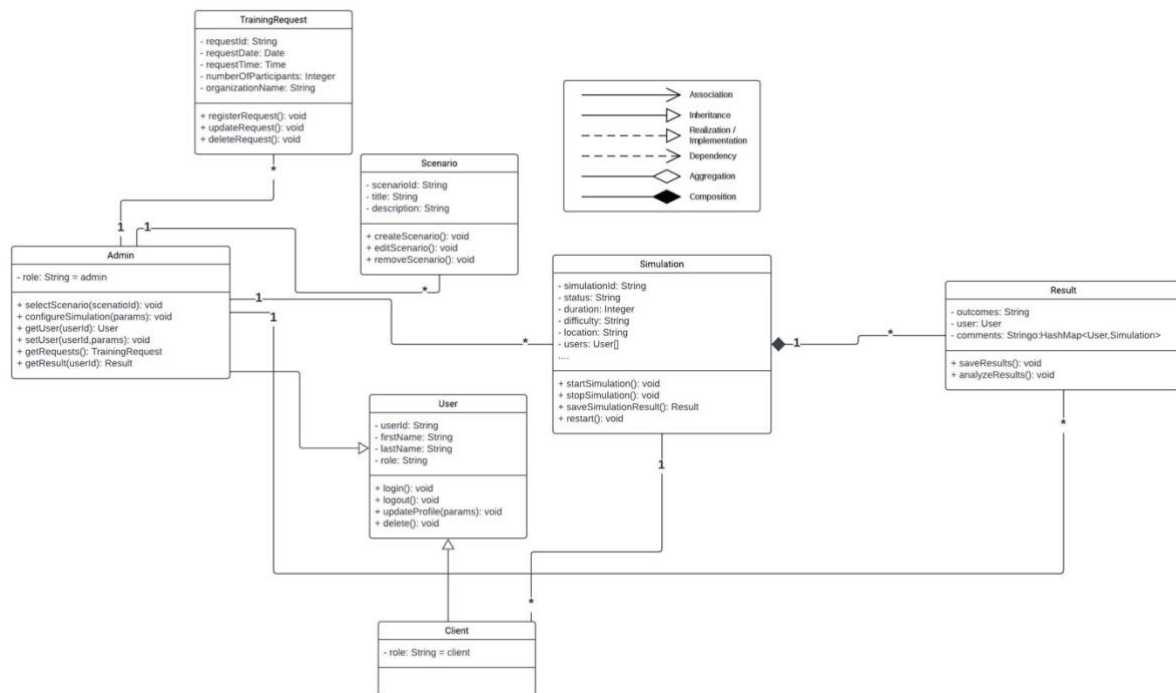 TrainingRequest
- requestId: String
- requestDate: Date
- requestTime: Time
- numberOfParticipants: Integer
- organizationName: String
+ registerRequest(): void
+ updateRequest(): void
+ deleteRequest(): void
*
1
Scenario
- scenarioId: String
- title: String
- description: String
+ createScenario(): void
+ editScenario(): void
+ removeScenario(): void
1
*
Association
Inheritance
Realization /
Implementation
Dependency
Aggregation
Composition
Admin
- role: String = admin
+ selectScenario(scenatioId): void
+ configureSimulation(params): void
+ getUser(userId): User
+ setUser(userId,params): void
+ getRequests(): TrainingRequest
+ getResult(userId): Result
1
*
1
*
Simulation
- simulationId: String
- status: String
- duration: Integer
- difficulty: String
- location: String
- users: User[]
....
+ startSimulation(): void
+ stopSimulation(): void
+ saveSimulationResult(): Result
+ restart(): void
1
*
Result
- outcomes: String
- user: User
- comments: Stringo:HashMap<User,Simulation>
+ saveResults(): void
+ analyzeResults(): void
User
- userId: String
- firstName: String
- lastName: String
- role: String
+ login(): void
+ logout(): void
+ updateProfile(params): void
+ delete(): void
1
*
Client
- role: String = client